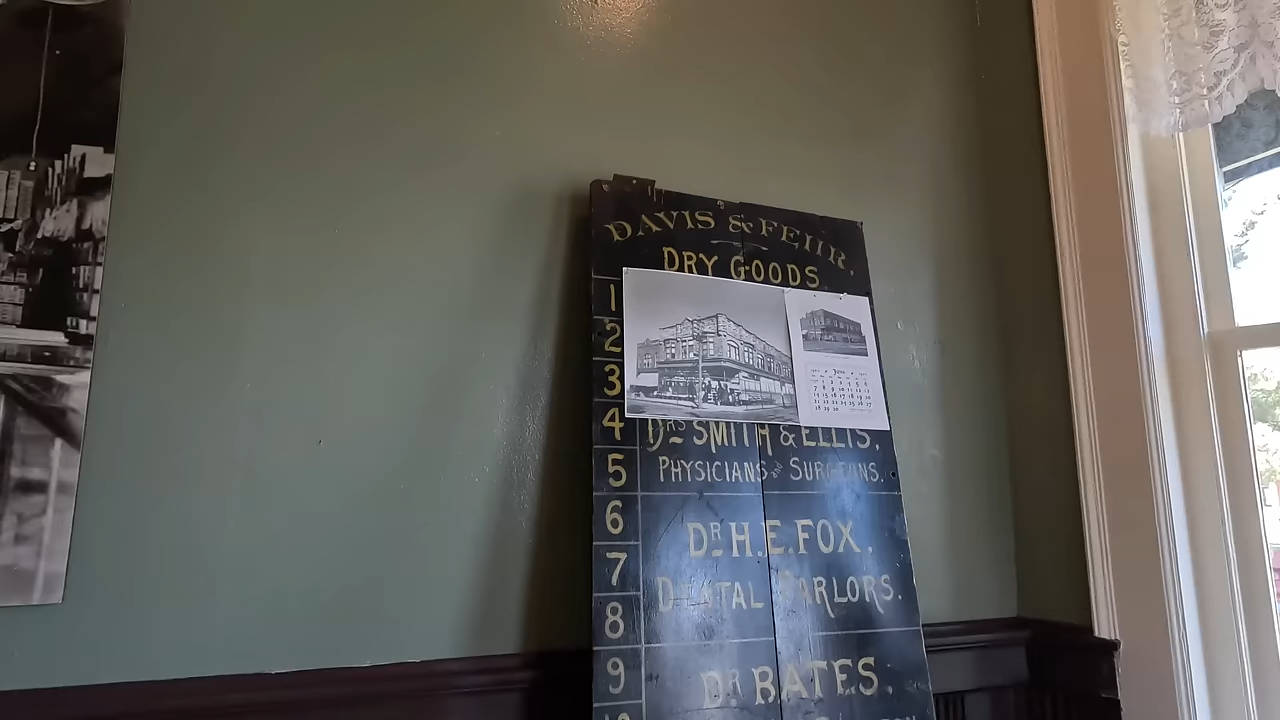 DAVIS & FEHR.
DRY GOODS.
1
2
3
4
DRS SMITH & ELLIS.
5
PHYSICIANS and SURGEONS.
6
DR H.E. FOX.
7
DENTAL PARLORS.
8
9
DR BATES.